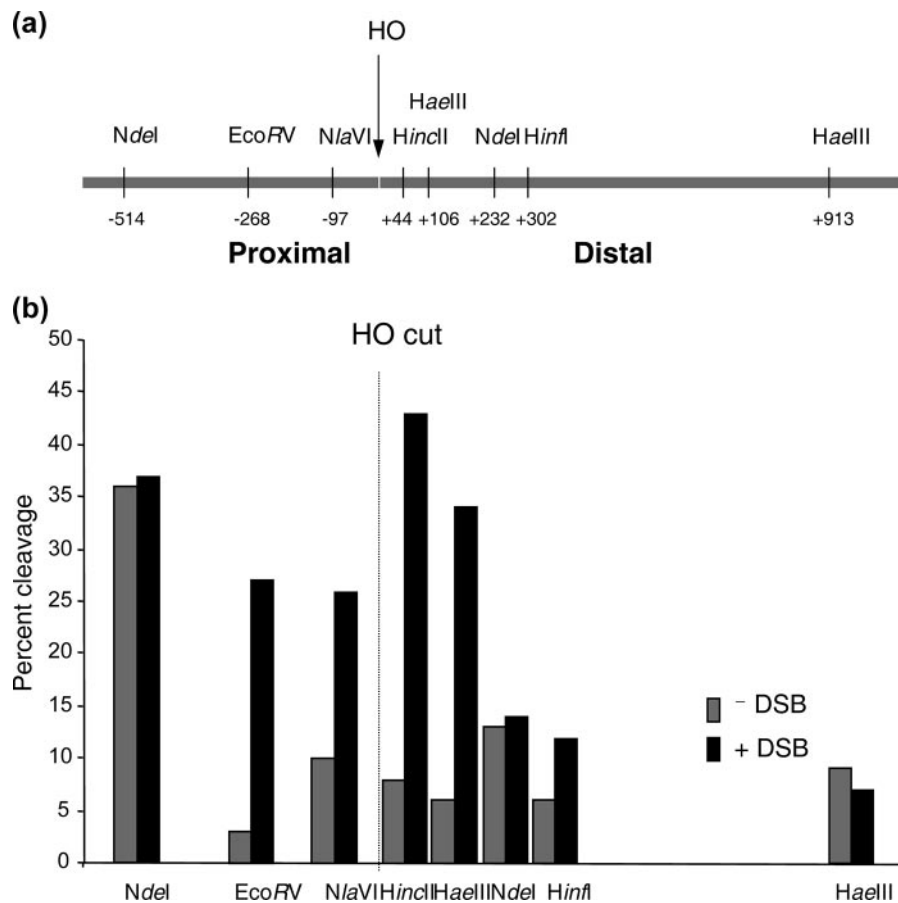 (a)
HO
HaeIII
NdeI EcoRV NlaVI HincII NdeI HinfI HaeIII
-514 -268 -97 +44 +106 +232 +302 +913
Proximal Distal
(b)
HO cut
Percent cleavage
50
45
40
35
30
25
20
15
10
5
0
- DSB
+ DSB
NdeI EcoRV NlaVI HincII HaeIII NdeI HinfI HaeIII